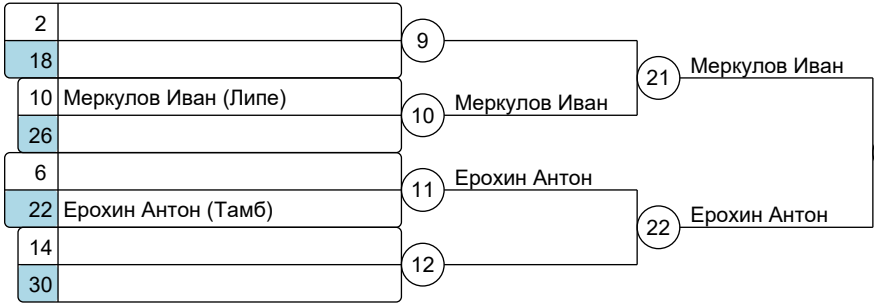 2
9
18
21 Меркулов Иван
10 Меркулов Иван (Липе)
10 Меркулов Иван
26
6
11 Ерохин Антон
22 Ерохин Антон (Тамб)
22 Ерохин Антон
14
12
30